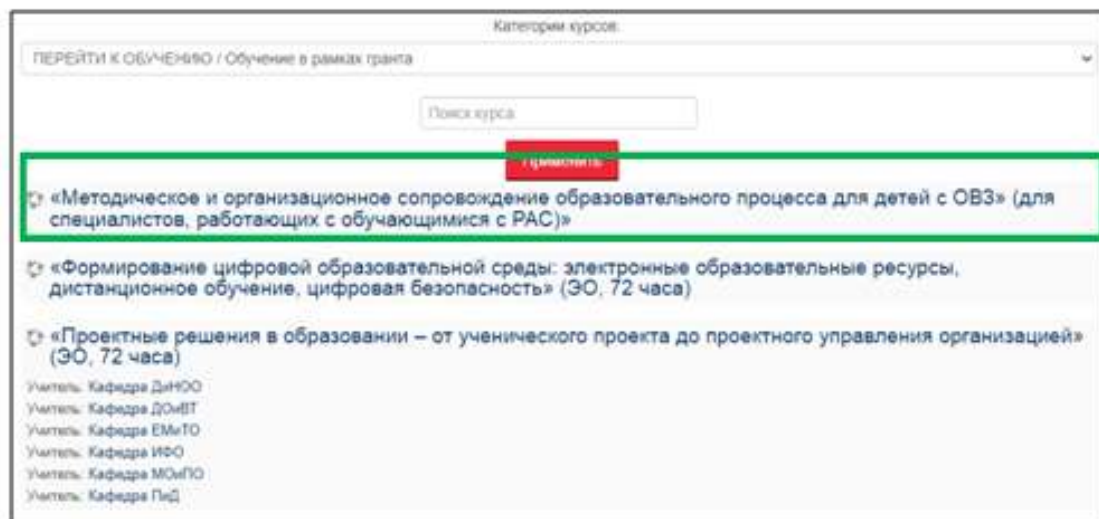 Категории курсов:
ПЕРЕЙТИ К ОБУЧЕНИЮ / Обучение в рамках гранта
Поиск курса
Применить
«Методическое и организационное сопровождение образовательного процесса для детей с ОВЗ» (для
специалистов, работающих с обучающимися с РАС)»
«Формирование цифровой образовательной среды: электронные образовательные ресурсы,
дистанционное обучение, цифровая безопасность» (ЭО, 72 часа)
«Проектные решения в образовании – от ученического проекта до проектного управления организацией»
(ЭО, 72 часа)
Учитель: Кафедра ДиНОО
Учитель: Кафедра ДОиВТ
Учитель: Кафедра ЕМиТО
Учитель: Кафедра ИФО
Учитель: Кафедра МОиПО
Учитель: Кафедра ПиД